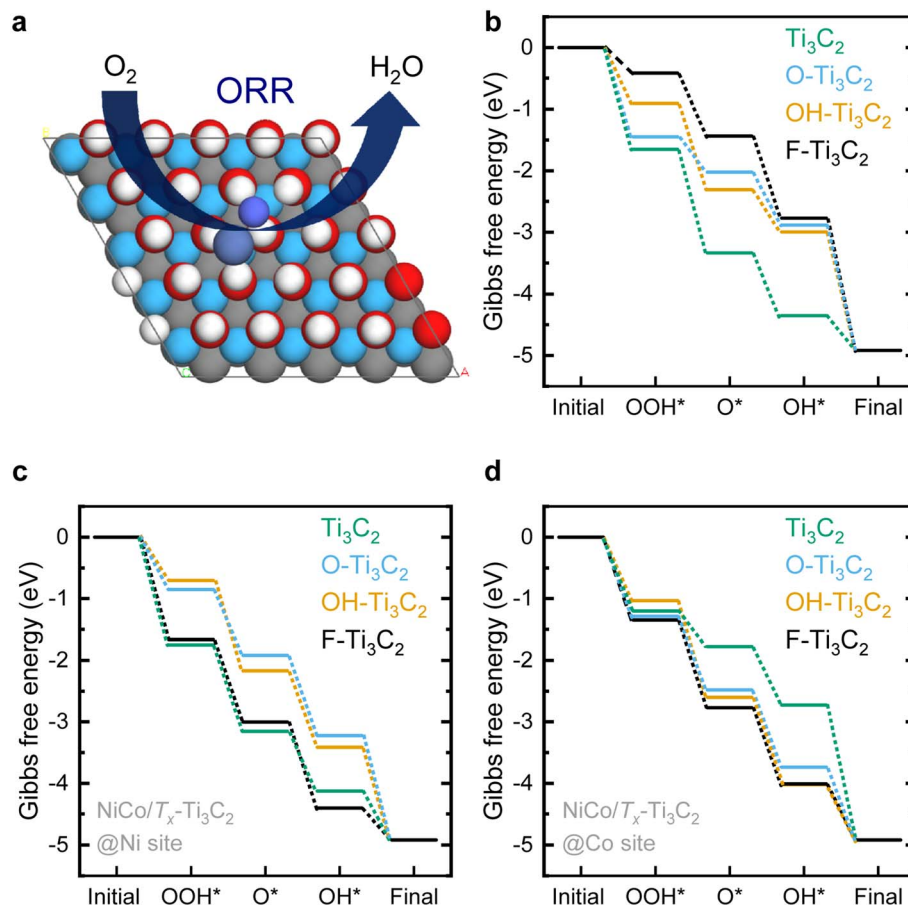 a
O₂
ORR
H₂O
A
b
Gibbs free energy (eV)
0
-1
-2
-3
-4
-5
Ti₃C₂
O-Ti₃C₂
OH-Ti₃C₂
F-Ti₃C₂
Initial OOH* O* OH* Final
c
Gibbs free energy (eV)
0
-1
-2
-3
-4
-5
Ti₃C₂
O-Ti₃C₂
OH-Ti₃C₂
F-Ti₃C₂
NiCo/Tₓ-Ti₃C₂
@Ni site
Initial OOH* O* OH* Final
d
Gibbs free energy (eV)
0
-1
-2
-3
-4
-5
Ti₃C₂
O-Ti₃C₂
OH-Ti₃C₂
F-Ti₃C₂
NiCo/Tₓ-Ti₃C₂
@Co site
Initial OOH* O* OH* Final